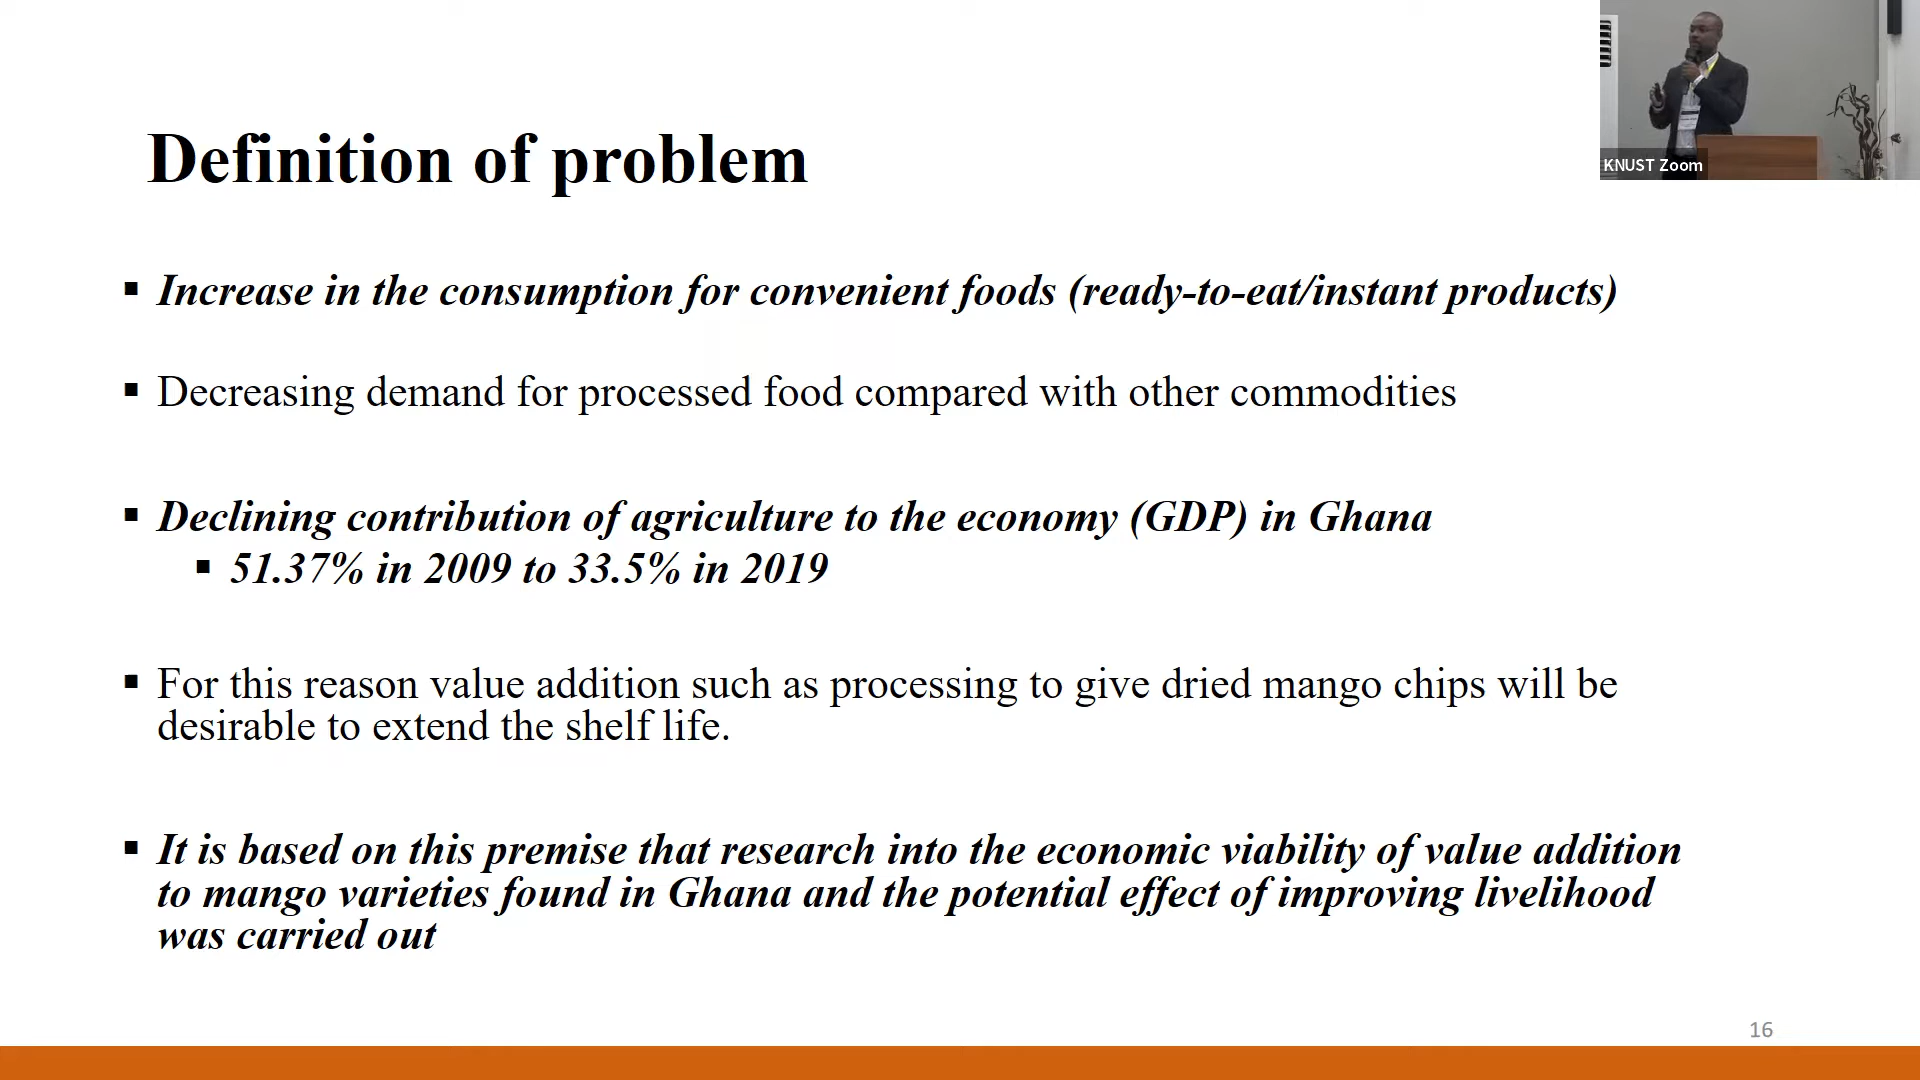 KNUST Zoom
Definition of problem
▪ Increase in the consumption for convenient foods (ready-to-eat/instant products)
▪ Decreasing demand for processed food compared with other commodities
▪ Declining contribution of agriculture to the economy (GDP) in Ghana
▪ 51.37% in 2009 to 33.5% in 2019
▪ For this reason value addition such as processing to give dried mango chips will be
desirable to extend the shelf life.
▪ It is based on this premise that research into the economic viability of value addition
to mango varieties found in Ghana and the potential effect of improving livelihood
was carried out
16